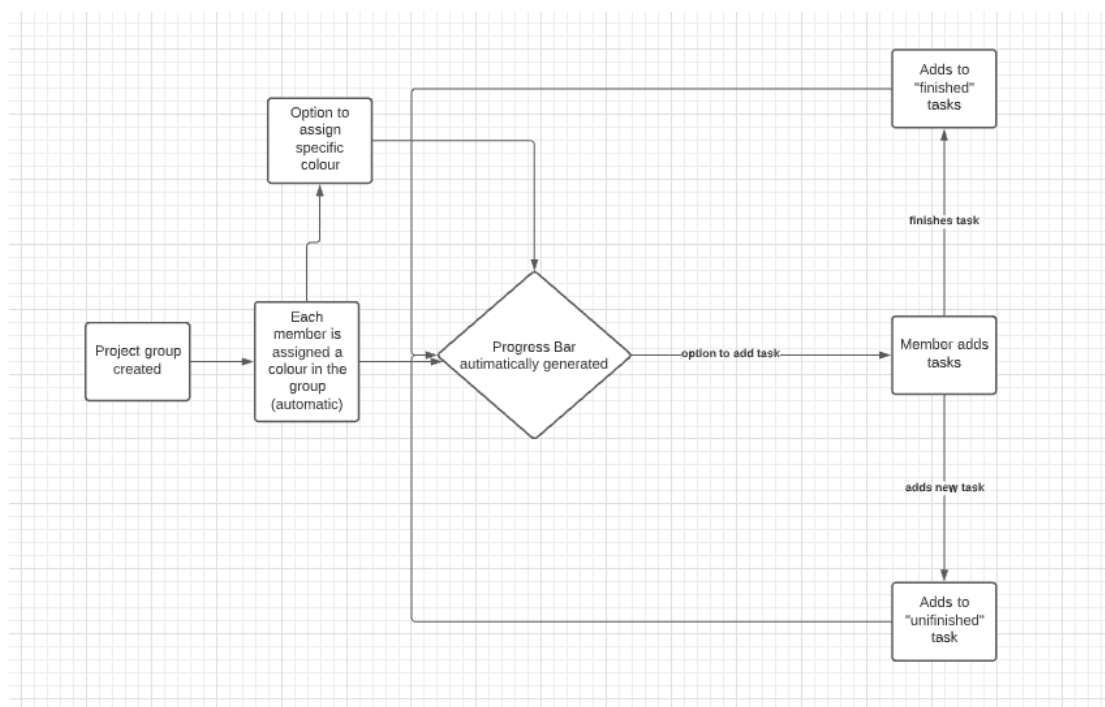 Adds to
"finished"
tasks
Option to
assign
specific
colour
finishes task
Project group
created
Each
member is
assigned a
colour in the
group
(automatic)
Progress Bar
autimatically generated
option to add task
Member adds
tasks
adds new task
Adds to
"unifinished"
task